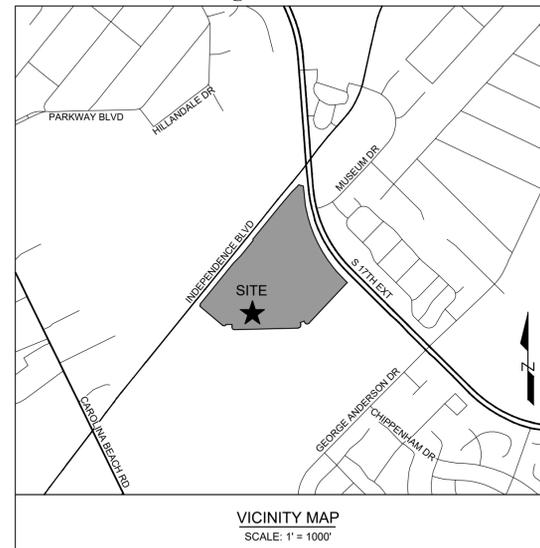 PARKWAY BLVD
HILLANDALE DR
MUSEUM DR
INDEPENDENCE BLVD
S 17TH EXT
SITE
N
CAROLINA BEACH RD
GEORGE ANDERSON DR
CHIPPENHAM DR
VICINITY MAP
SCALE: 1' = 1000'